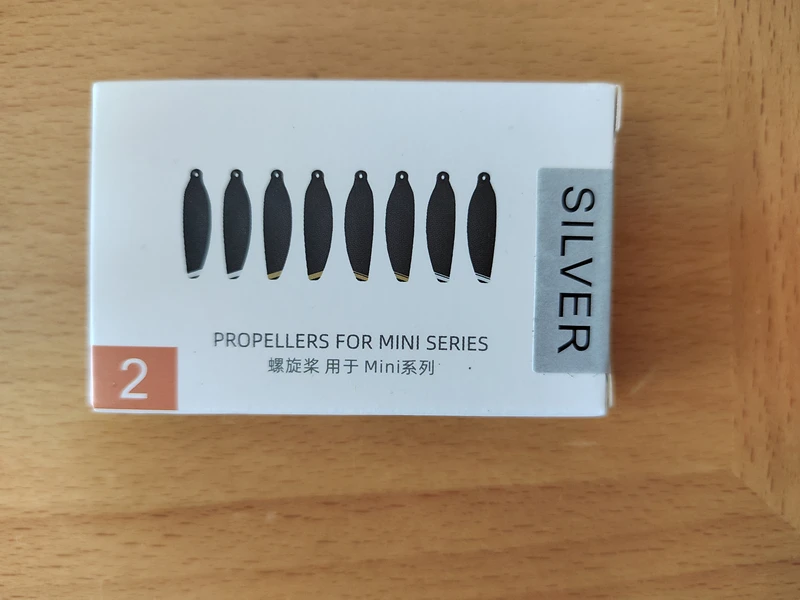 SILVER
PROPELLERS FOR MINI SERIES
螺旋桨 用于 Mini系列
2